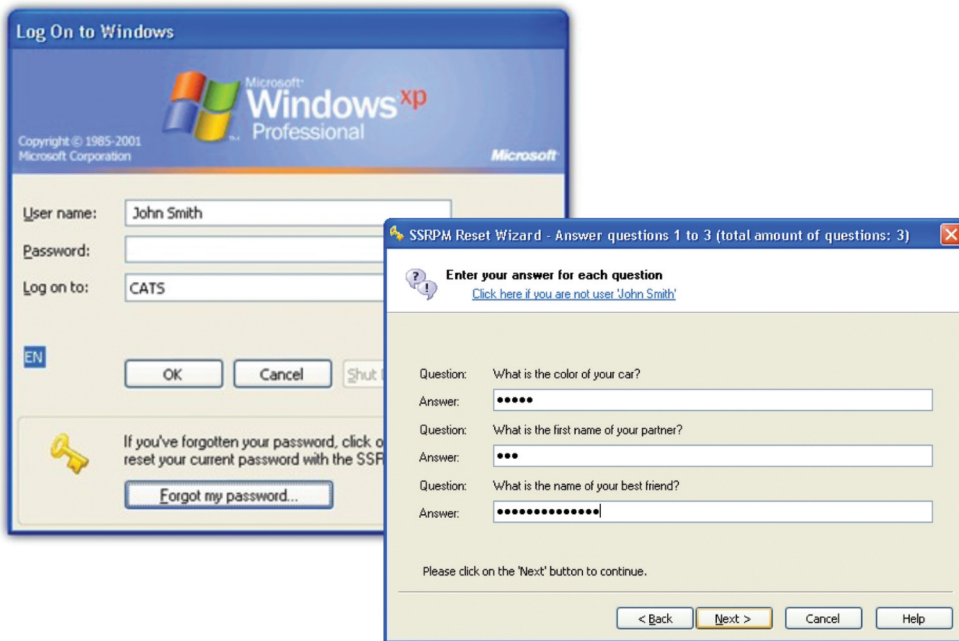 Log On to Windows
Microsoft
Windows xp
Professional
Copyright © 1985-2001
Microsoft Corporation
Microsoft
User name: John Smith
Password:
Log on to: CATS
EN
OK Cancel Shut
If you've forgotten your password, click
reset your current password with the
Forgot my password...
SSRPM Reset Wizard - Answer questions 1 to 3 (total amount of questions: 3)
Enter your answer for each question
Click here if you are not user 'John Smith'
Question: What is the color of your car?
Answer: •••••
Question: What is the first name of your partner?
Answer: •••
Question: What is the name of your best friend?
Answer: ••••••••••••••
Please click on the 'Next' button to continue.
< Back Next > Cancel Help